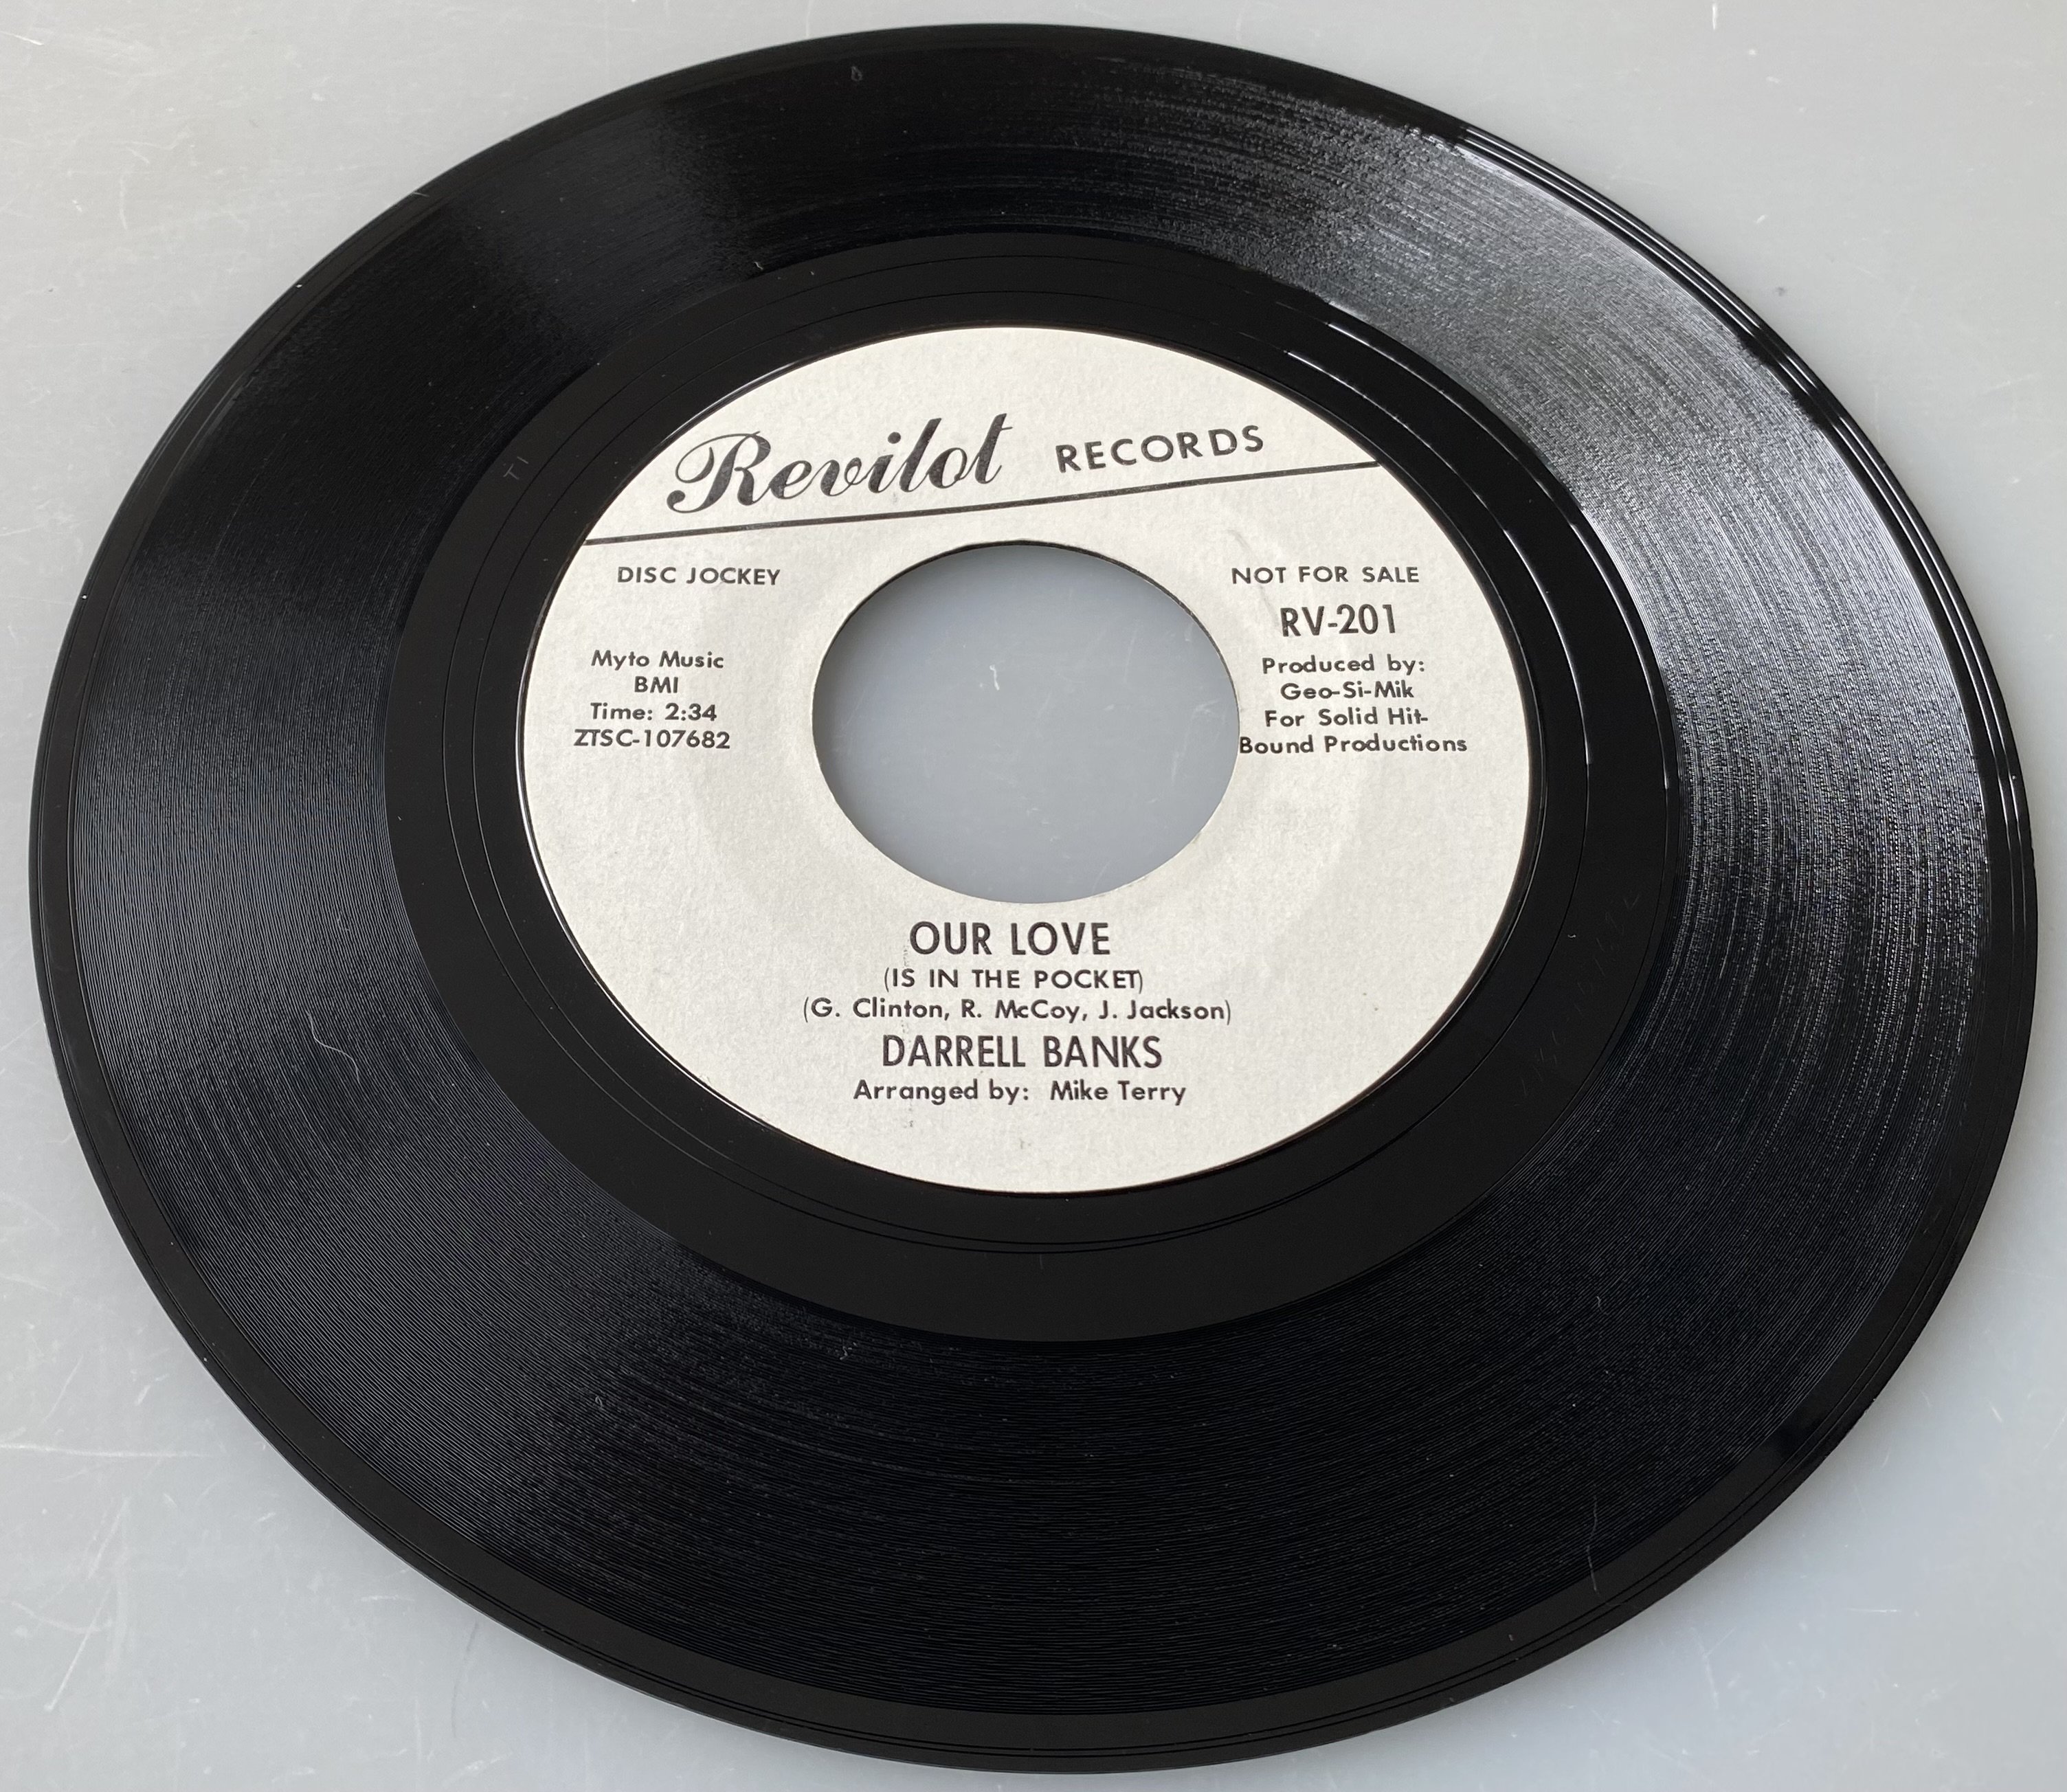 Revilot RECORDS
DISC JOCKEY
NOT FOR SALE
RV-201
Myto Music
BMI
Time: 2:34
ZTSC-107682
Produced by:
Geo-Si-Mik
For Solid Hit-
Bound Productions
OUR LOVE
(IS IN THE POCKET)
(G. Clinton, R. McCoy, J. Jackson)
DARRELL BANKS
Arranged by: Mike Terry
T1